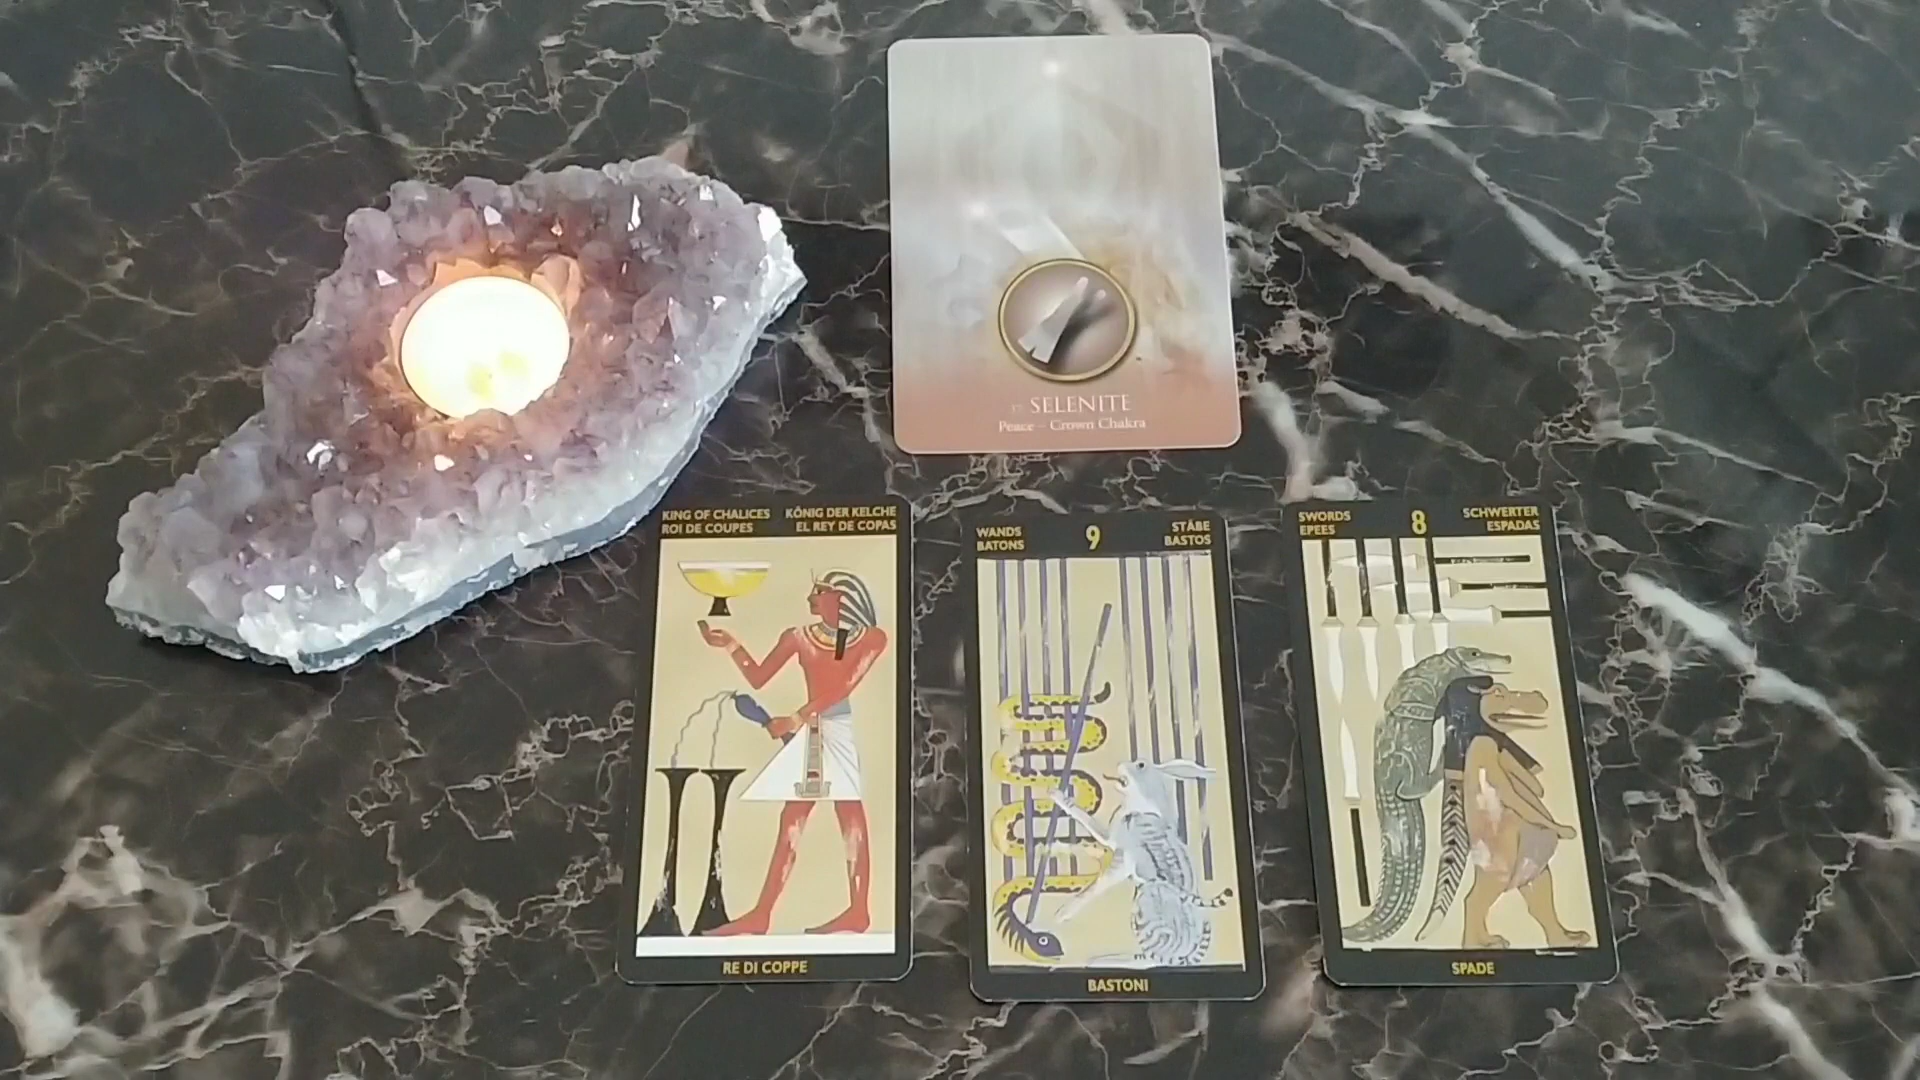 SELENITE
Peace – Crown Chakra
KING OF CHALICES
ROI DE COUPES
KÖNIG DER KELCHE
EL REY DE COPAS
RE DI COPPE
WANDS
BATONS
9
STÄBE
BASTOS
BASTONI
SWORDS
EPEES
8
SCHWERTER
ESPADAS
SPADE